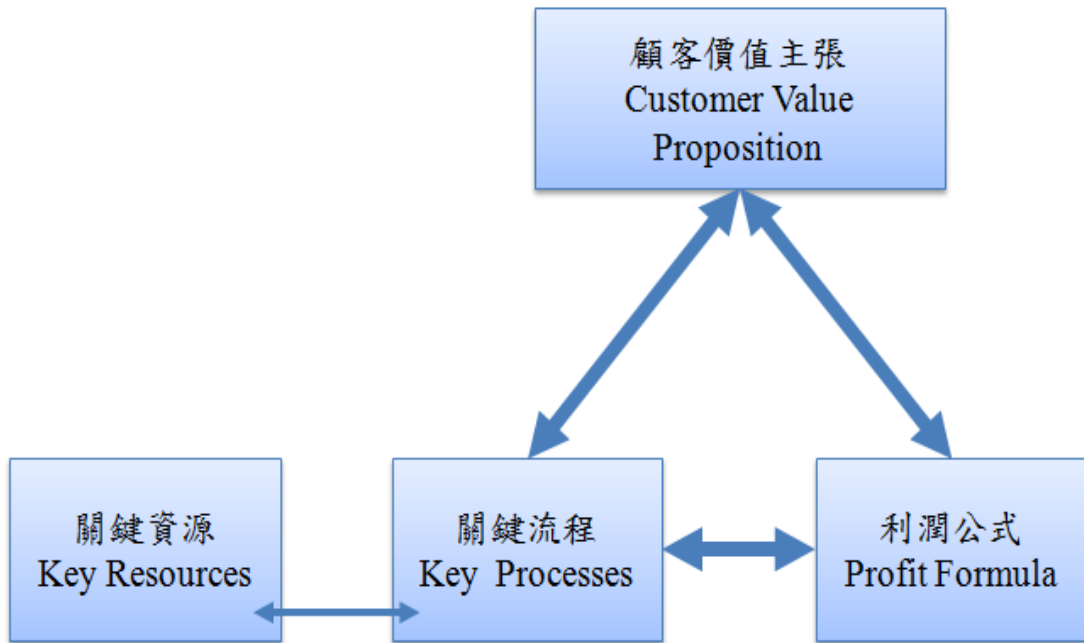 顧客價值主張
Customer Value
Proposition
關鍵資源
Key Resources
關鍵流程
Key Processes
利潤公式
Profit Formula